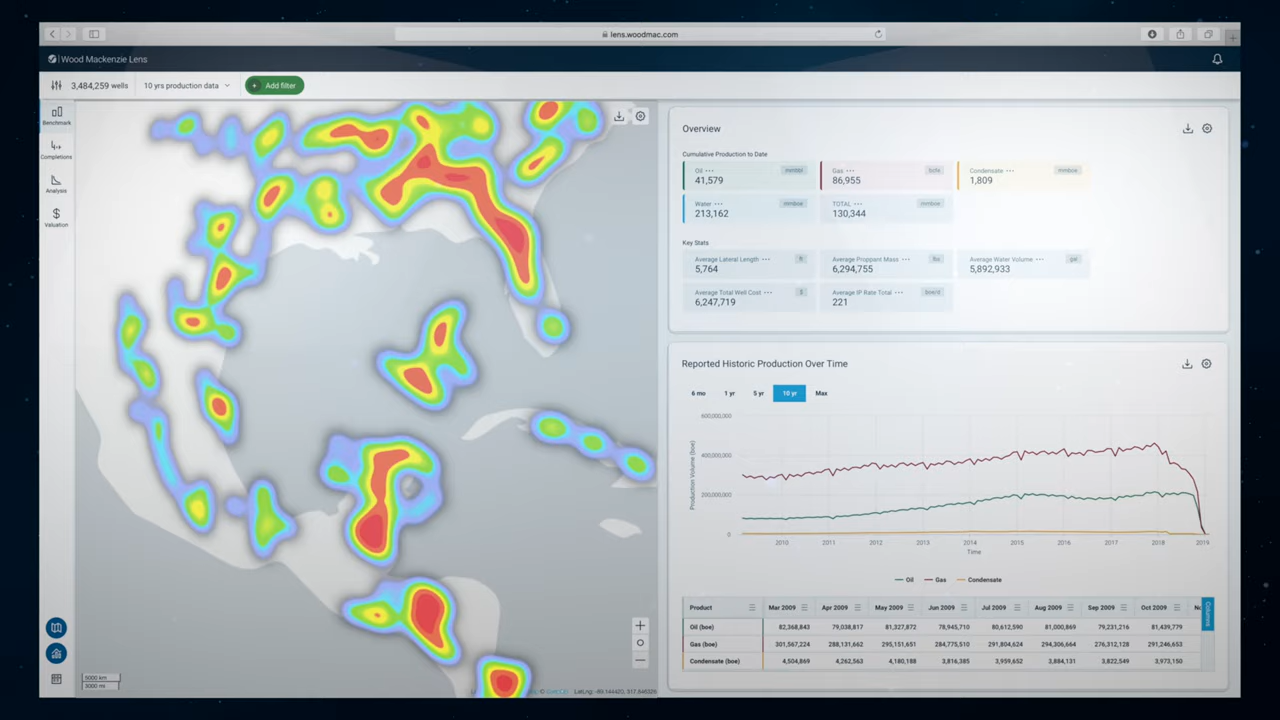 lens.woodmac.com
Wood Mackenzie Lens
3,484,259 wells
10 yrs production data
+ Add filter
Benchmark
Completions
Analysis
Valuation
Overview
Cumulative Production to Date
Oil ••• mmbbl
41,579
Gas •••
86,955
Condensate ••• mmboe
1,809
Water ••• mmboe
213,162
TOTAL ••• mmboe
130,344
Key Stats
Average Lateral Length ••• ft
5,764
Average Proppant Mass ••• lbs
6,294,755
Average Water Volume •••
5,892,933
Average Total Well Cost ••• $
6,247,719
Average IP Rate Total ••• boe/d
221
Reported Historic Production Over Time
6 mo 1 yr 5 yr 10 yr Max
Production Volume (boe)
600,000,000
400,000,000
200,000,000
0
2010 2011 2012 2013 2014 2015 2016 2017 2018 2019
Time
Oil Gas Condensate
Product Mar 2009 Apr 2009 May 2009 Jun 2009 Jul 2009 Aug 2009 Sep 2009 Oct 2009
Oil (boe) 82,368,843 79,038,817 81,327,872 78,945,710 80,612,590 81,000,869 79,231,216 81,439,779
Gas (boe) 301,567,224 288,131,662 295,151,651 284,775,510 291,804,624 294,306,664 276,312,128 291,246,653
Condensate (boe) 4,504,869 4,262,563 4,180,188 3,816,385 3,959,652 3,884,131 3,822,549 3,973,150
Columns
5000 km
3000 mi